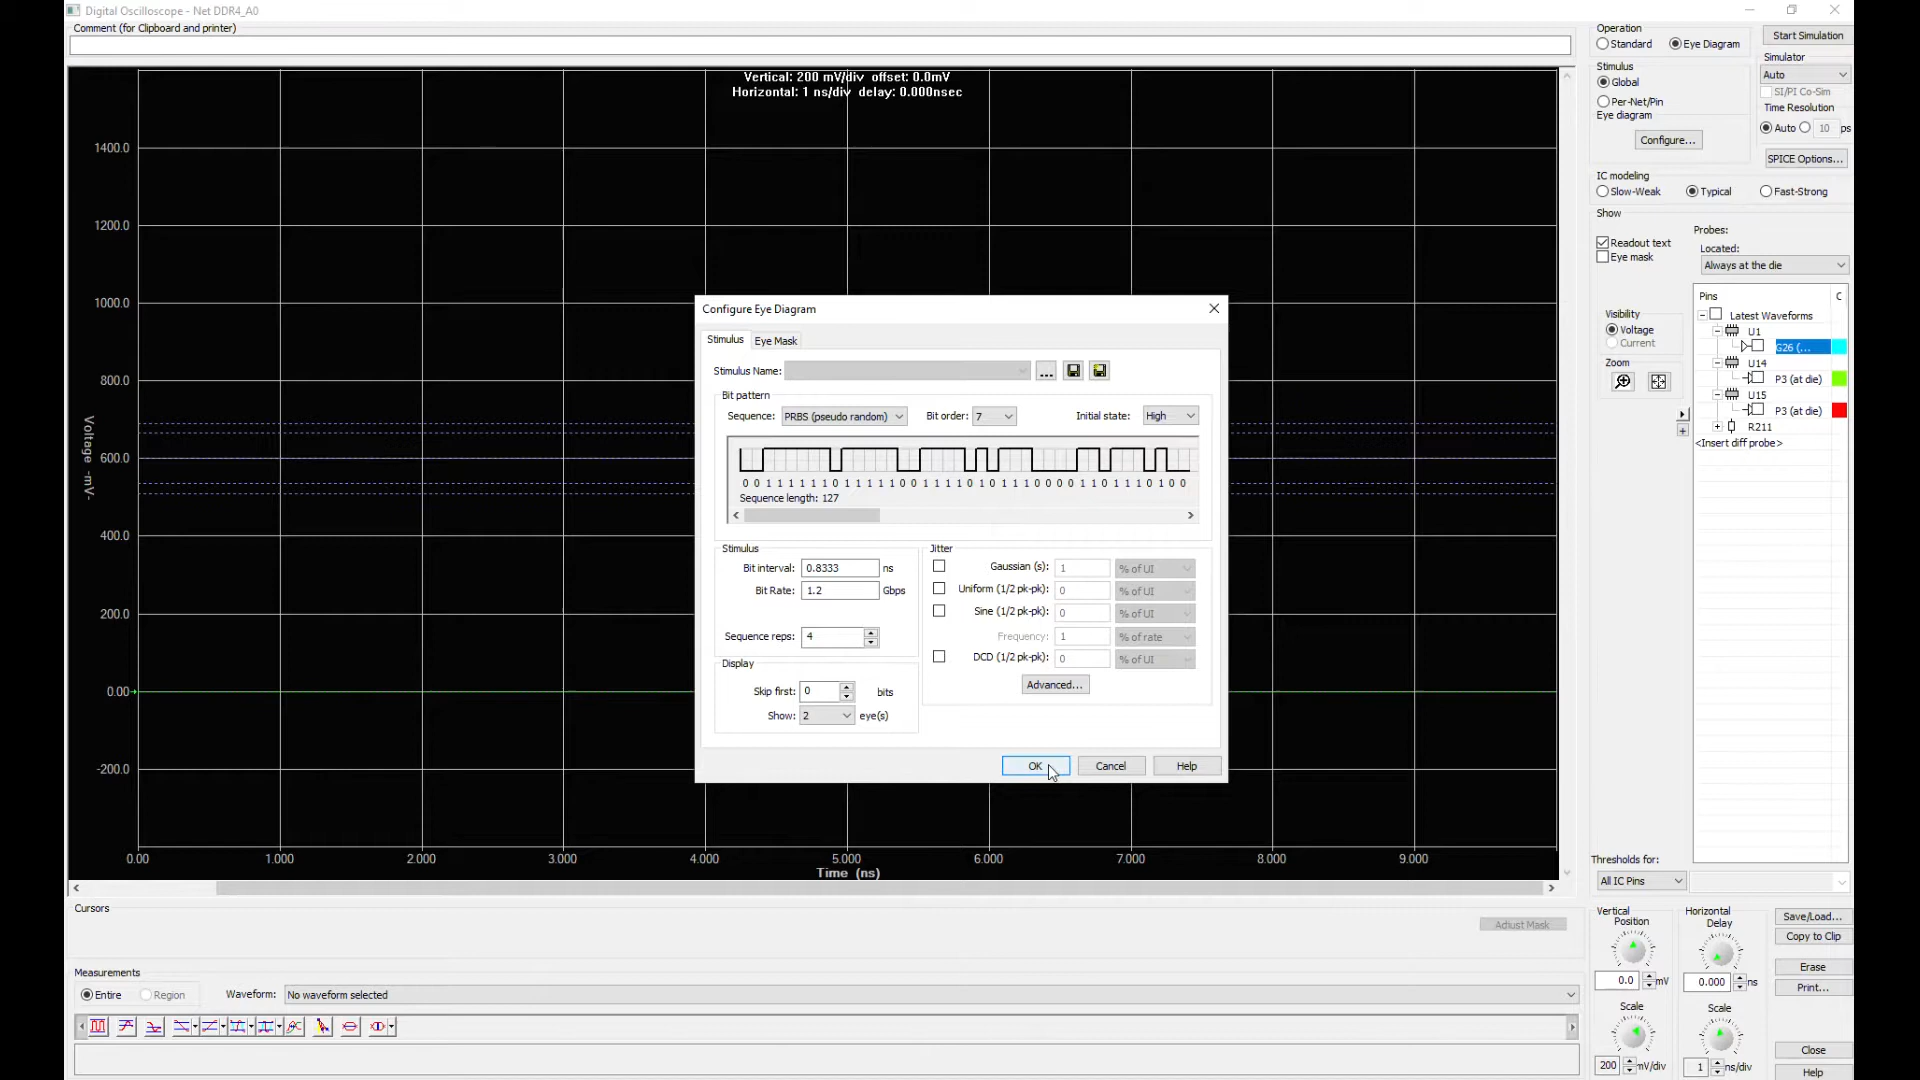 Digital Oscilloscope - Net DDR4_A0
Comment (for Clipboard and printer)
Vertical: 200 mV/div offset: 0.0mV
Horizontal: 1 ns/div delay: 0.000nsec
1400.0
1200.0
1000.0
800.0
600.0
400.0
200.0
0.00
-200.0
Voltage -mV-
0.00 1.000 2.000 3.000 4.000 5.000 6.000 7.000 8.000 9.000
Time (ns)
Configure Eye Diagram
Stimulus Eye Mask
Stimulus Name: ...
Bit pattern
Sequence: PRBS (pseudo random) Bit order: 7 Initial state: High
0 0 1 1 1 1 1 1 0 1 1 1 1 1 0 0 1 1 1 1 0 1 0 1 1 1 0 0 0 0 1 1 0 1 1 1 0 1 0 0
Sequence length: 127
Stimulus
Bit interval: 0.8333 ns
Bit Rate: 1.2 Gbps
Sequence reps: 4
Display
Skip first: 0 bits
Show: 2 eye(s)
Jitter
Gaussian (s): 1 % of UI
Uniform (1/2 pk-pk): 0 % of UI
Sine (1/2 pk-pk): 0 % of UI
Frequency: 1 % of rate
DCD (1/2 pk-pk): 0 % of UI
Advanced...
OK Cancel Help
Operation
Standard Eye Diagram
Start Simulation
Stimulus
Global
Per-Net/Pin
Eye diagram
Configure...
Simulator
Auto
SI/PI Co-Sim
Time Resolution
Auto 10 ps
SPICE Options...
IC modeling
Slow-Weak Typical Fast-Strong
Show
Readout text
Eye mask
Probes:
Located:
Always at the die
Visibility
Voltage
Current
Zoom
Pins C
Latest Waveforms
U1
G26 (...
U14
P3 (at die)
U15
P3 (at die)
R211
<Insert diff probe>
Thresholds for:
All IC Pins
Cursors
Adjust Mask
Measurements
Entire Region Waveform: No waveform selected
Vertical
Position
0.0 mV
Scale
200 mV/div
Horizontal
Delay
0.000 ns
Scale
1 ns/div
Save/Load...
Copy to Clip
Erase
Print...
Close
Help